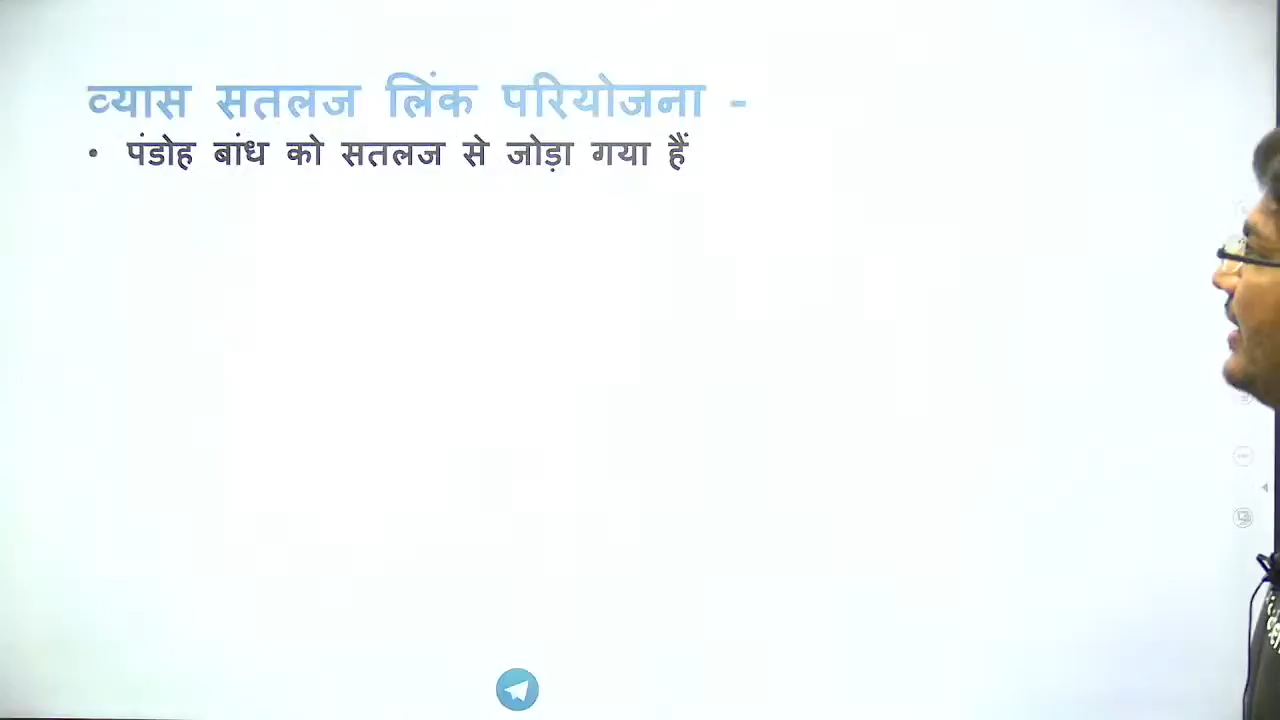 व्यास सतलज लिंक परियोजना -
• पंडोह बांध को सतलज से जोड़ा गया हैं